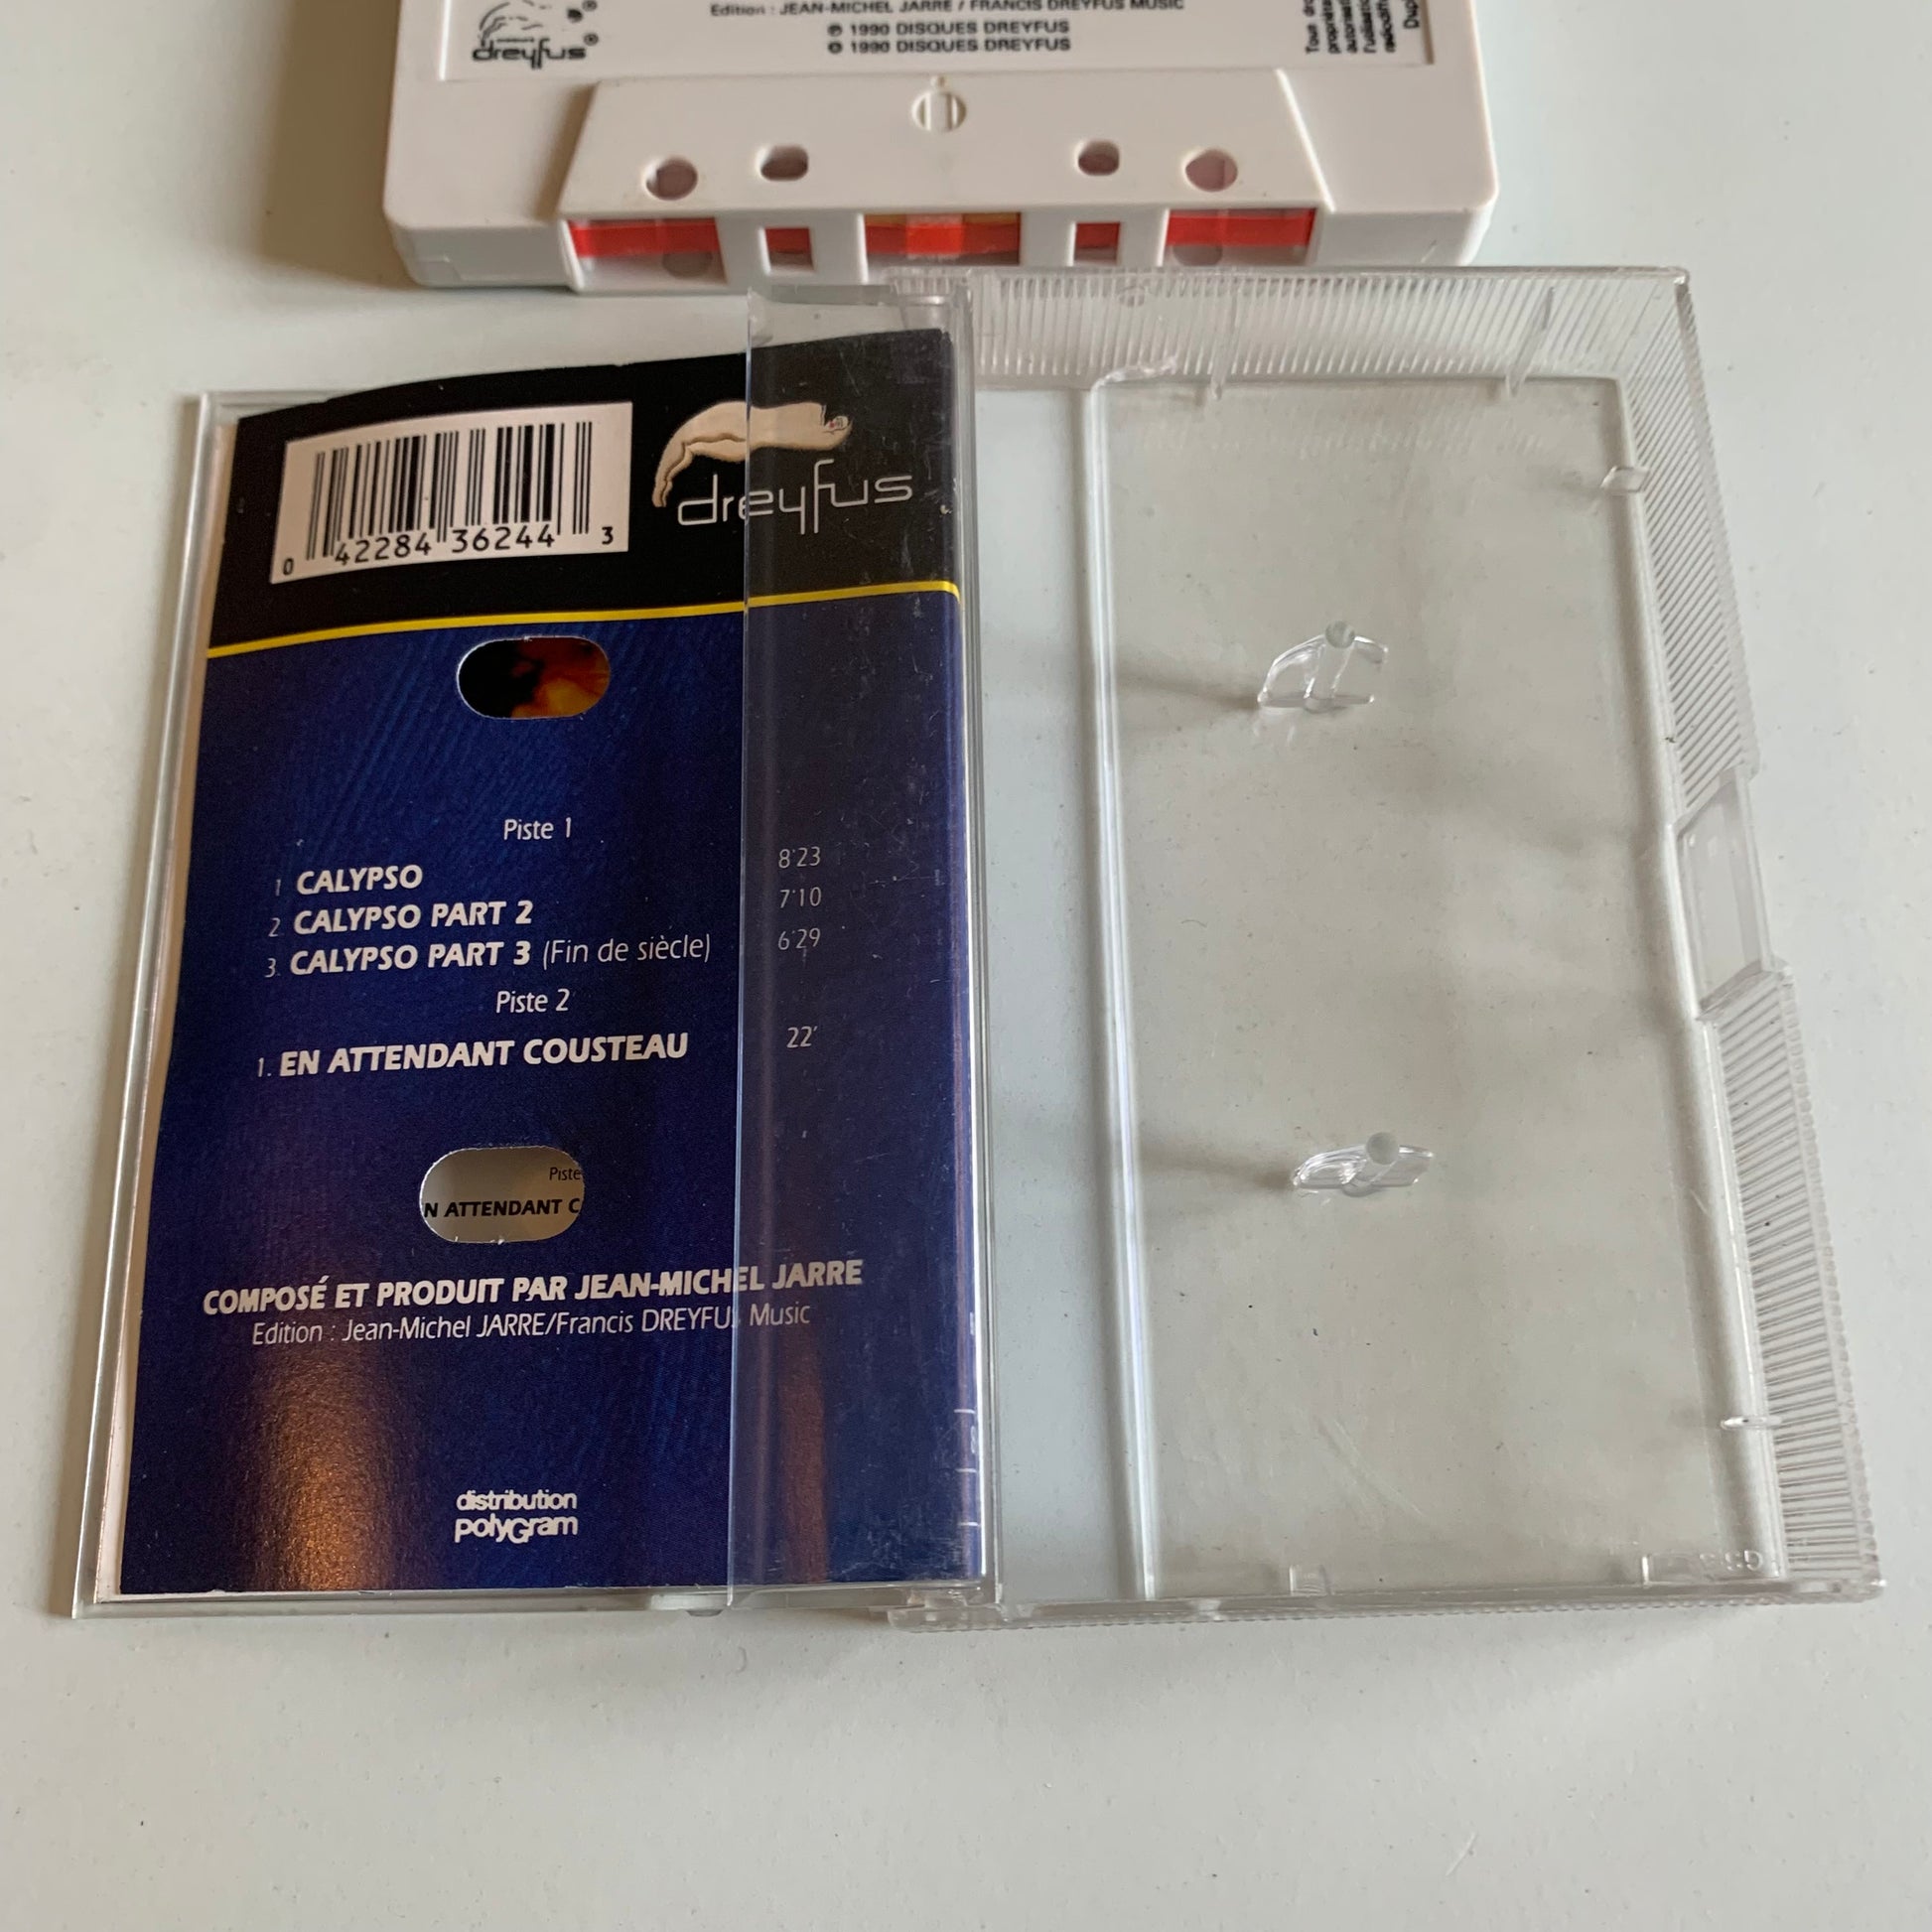 dreyfus®
Edition : JEAN-MICHEL JARRE / FRANCIS DREYFUS MUSIC
℗ 1990 DISQUES DREYFUS
© 1990 DISQUES DREYFUS
Tous
0 42284 36244 3
dreyfus
Piste 1
1 CALYPSO 8'23
2 CALYPSO PART 2 7'10
3. CALYPSO PART 3 (Fin de siècle) 6'29
Piste 2
1. EN ATTENDANT COUSTEAU 22'
Piste
N ATTENDANT C
COMPOSÉ ET PRODUIT PAR JEAN-MICHEL JARRE
Edition : Jean-Michel JARRE/Francis DREYFUS Music
distribution
polyGram